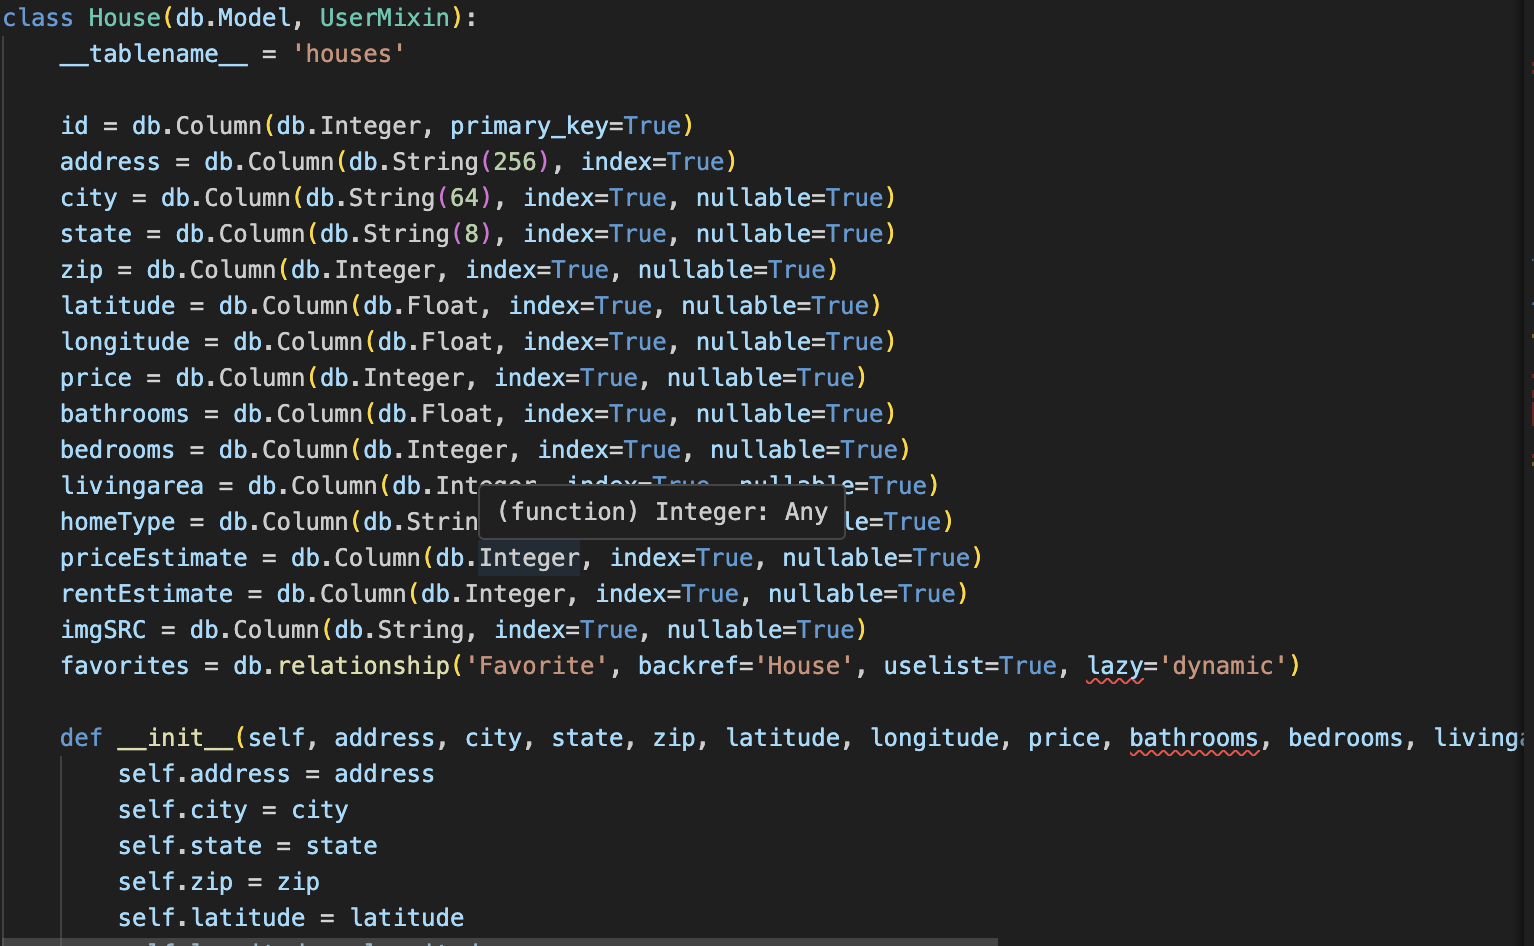 class House(db.Model, UserMixin):
    __tablename__ = 'houses'

    id = db.Column(db.Integer, primary_key=True)
    address = db.Column(db.String(256), index=True)
    city = db.Column(db.String(64), index=True, nullable=True)
    state = db.Column(db.String(8), index=True, nullable=True)
    zip = db.Column(db.Integer, index=True, nullable=True)
    latitude = db.Column(db.Float, index=True, nullable=True)
    longitude = db.Column(db.Float, index=True, nullable=True)
    price = db.Column(db.Integer, index=True, nullable=True)
    bathrooms = db.Column(db.Float, index=True, nullable=True)
    bedrooms = db.Column(db.Integer, index=True, nullable=True)
    livingarea = db.Column(db.Integer, index=True, nullable=True)
(function) Integer: Any
    homeType = db.Column(db.Strin le=True)
    priceEstimate = db.Column(db.Integer, index=True, nullable=True)
    rentEstimate = db.Column(db.Integer, index=True, nullable=True)
    imgSRC = db.Column(db.String, index=True, nullable=True)
    favorites = db.relationship('Favorite', backref='House', uselist=True, lazy='dynamic')

    def __init__(self, address, city, state, zip, latitude, longitude, price, bathrooms, bedrooms, livinga
        self.address = address
        self.city = city
        self.state = state
        self.zip = zip
        self.latitude = latitude